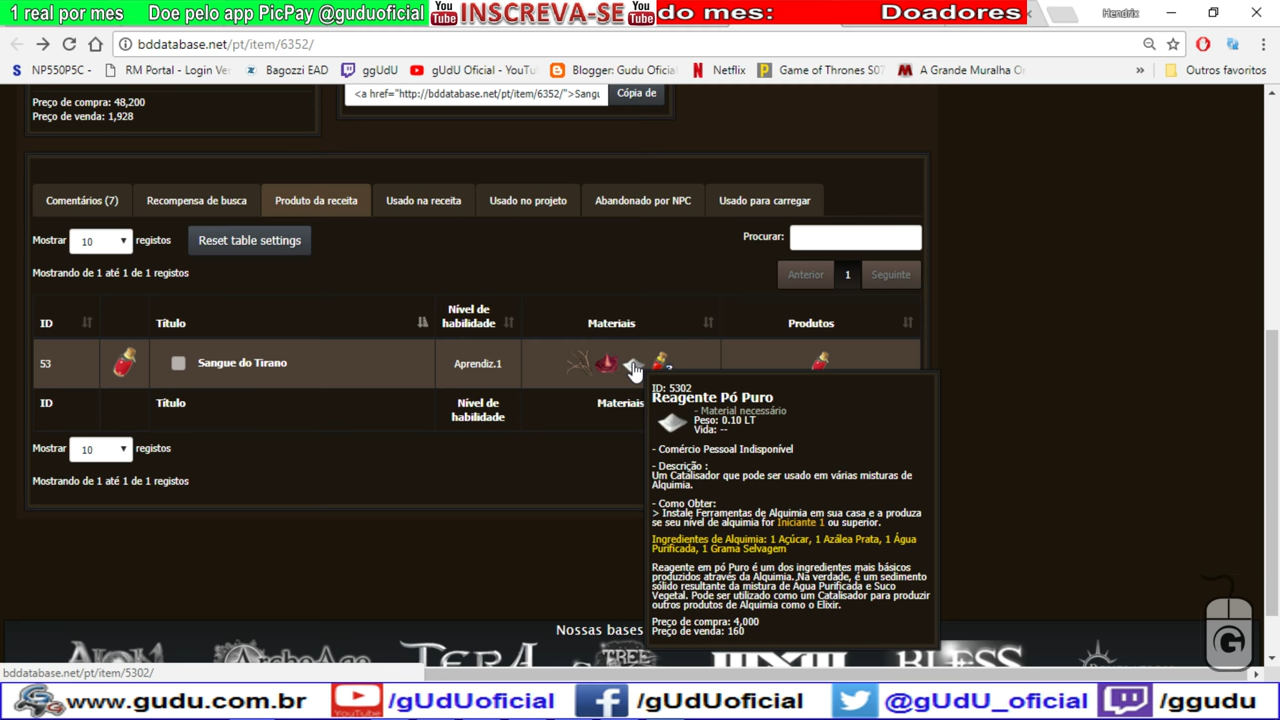 1 real por mes
Doe pelo app PicPay @guduoficial
You Tube
INSCREVA-SE
You Tube
do mes:
Doadores
Hendrix
bddatabase.net/pt/item/6352/
NP550P5C -
RM Portal - Login Ve
Bagozzi EAD
ggUdU
gUdU Oficial - YouTu
Blogger: Gudu Oficia
Netflix
Game of Thrones S07
A Grande Muralha O
»
Outros favoritos
Preço de compra: 48,200
Preço de venda: 1,928
<a href="http://bddatabase.net/pt/item/6352/">Sangu
Cópia de
Comentários (7)
Recompensa de busca
Produto da receita
Usado na receita
Usado no projeto
Abandonado por NPC
Usado para carregar
Mostrar 10 registos
Reset table settings
Procurar:
Mostrando de 1 até 1 de 1 registos
Anterior
1
Seguinte
ID
Título
Nível de habilidade
Materiais
Produtos
53
Sangue do Tirano
Aprendiz.1
ID
Título
Nível de habilidade
Materiais
Mostrar 10 registos
Mostrando de 1 até 1 de 1 registos
ID: 5302
Reagente Pó Puro
- Material necessário
Peso: 0.10 LT
Vida: --
- Comércio Pessoal Indisponível
- Descrição :
Um Catalisador que pode ser usado em várias misturas de
Alquimia.
- Como Obter:
> Instale Ferramentas de Alquimia em sua casa e a produza
se seu nível de alquimia for Iniciante 1 ou superior.
Ingredientes de Alquimia: 1 Açúcar, 1 Azálea Prata, 1 Água
Purificada, 1 Grama Selvagem
Reagente em pó Puro é um dos ingredientes mais básicos
produzidos através da Alquimia. Na verdade, é um sedimento
sólido resultante da mistura de Água Purificada e Suco
Vegetal. Pode ser utilizado como um Catalisador para produzir
outros produtos de Alquimia como o Elixir.
Preço de compra: 4,000
Preço de venda: 160
Nossas bases
AION
ArcheAge
TERA
TREE
BLESS
bddatabase.net/pt/item/5302/
G
www.gudu.com.br
YouTube
/gUdUoficial
/gUdUoficial
@gUdU_oficial
/ggudu